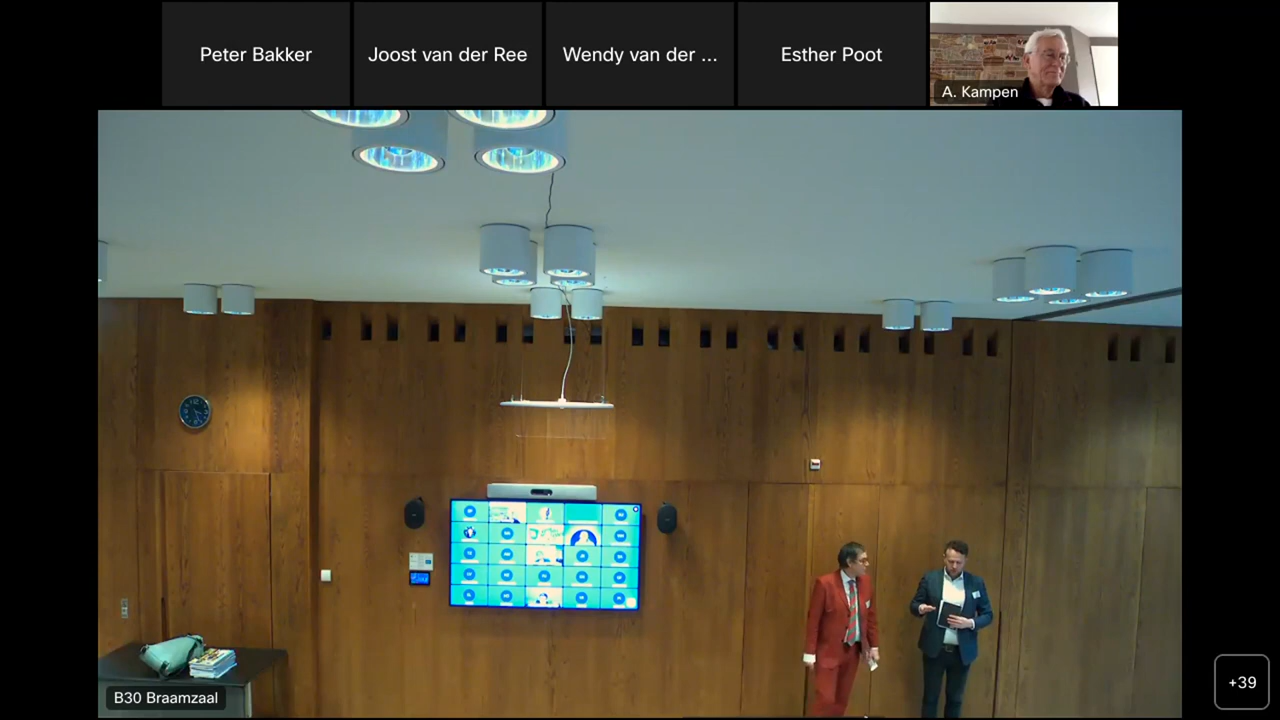 Peter Bakker
Joost van der Ree
Wendy van der ...
Esther Poot
A. Kampen
B30 Braamzaal
+39